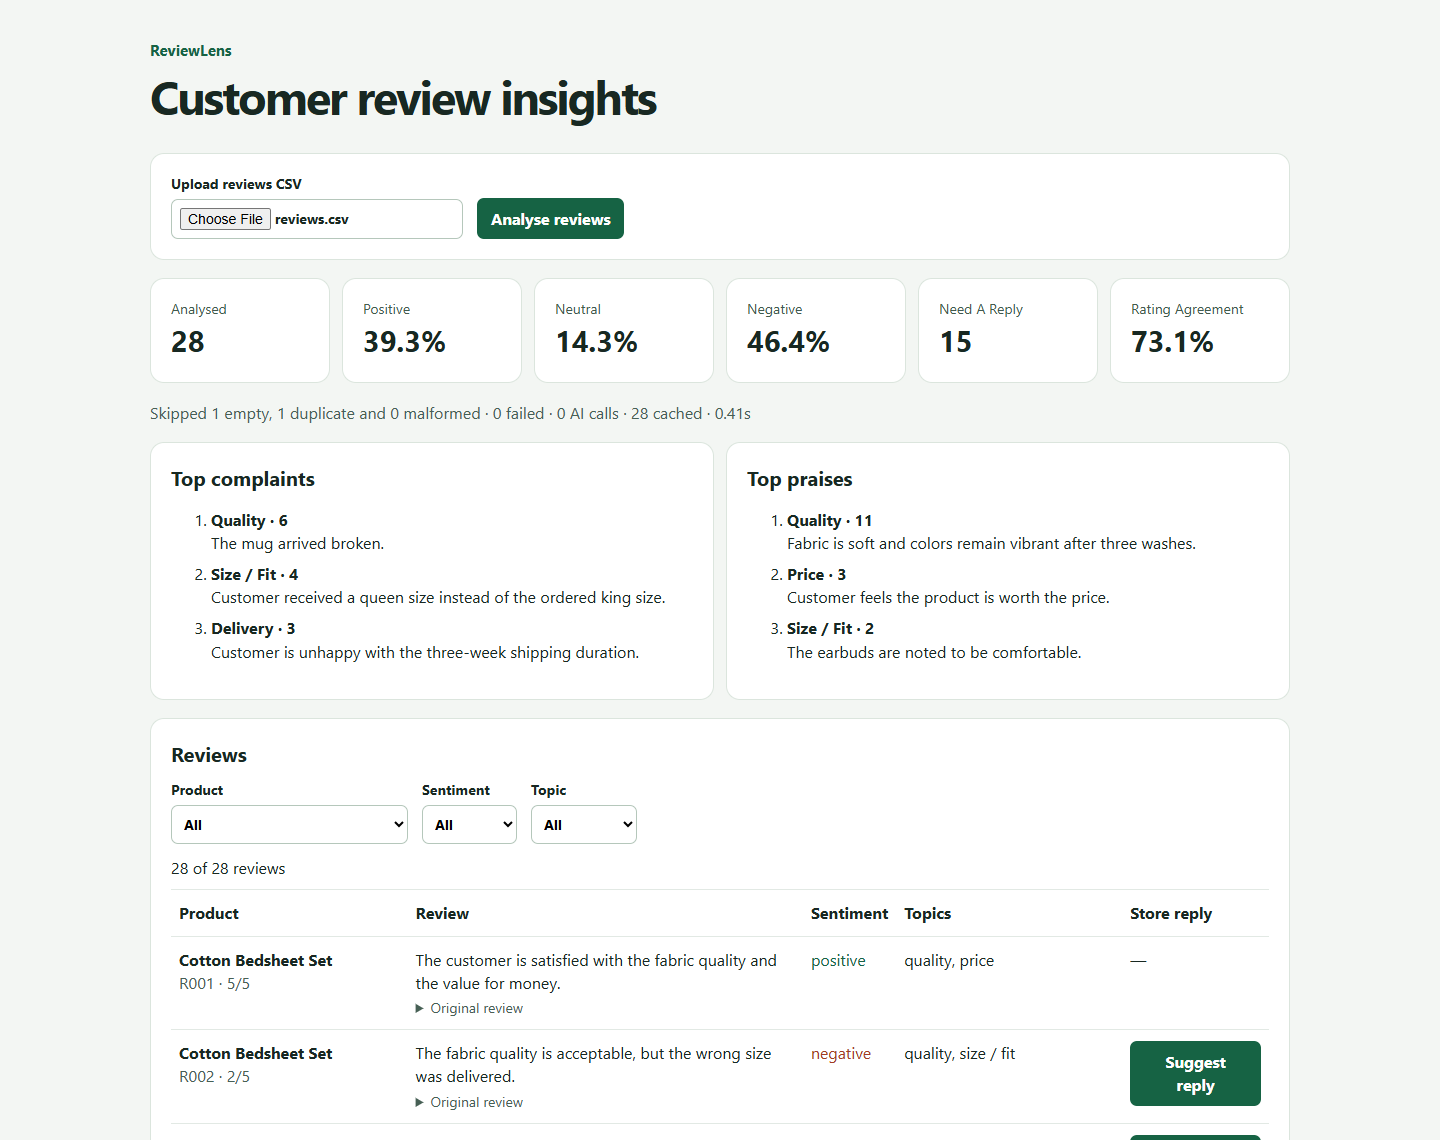 ReviewLens
Customer review insights
Upload reviews CSV
Choose File reviews.csv
Analyse reviews
Analysed
28
Positive
39.3%
Neutral
14.3%
Negative
46.4%
Need A Reply
15
Rating Agreement
73.1%
Skipped 1 empty, 1 duplicate and 0 malformed · 0 failed · 0 AI calls · 28 cached · 0.41s
Top complaints
1. Quality · 6
The mug arrived broken.
2. Size / Fit · 4
Customer received a queen size instead of the ordered king size.
3. Delivery · 3
Customer is unhappy with the three-week shipping duration.
Top praises
1. Quality · 11
Fabric is soft and colors remain vibrant after three washes.
2. Price · 3
Customer feels the product is worth the price.
3. Size / Fit · 2
The earbuds are noted to be comfortable.
Reviews
Product
All
Sentiment
All
Topic
All
28 of 28 reviews
Product Review Sentiment Topics Store reply
Cotton Bedsheet Set
R001 · 5/5
The customer is satisfied with the fabric quality and
the value for money.
▶ Original review
positive
quality, price
—
Cotton Bedsheet Set
R002 · 2/5
The fabric quality is acceptable, but the wrong size
was delivered.
▶ Original review
negative
quality, size / fit
Suggest
reply